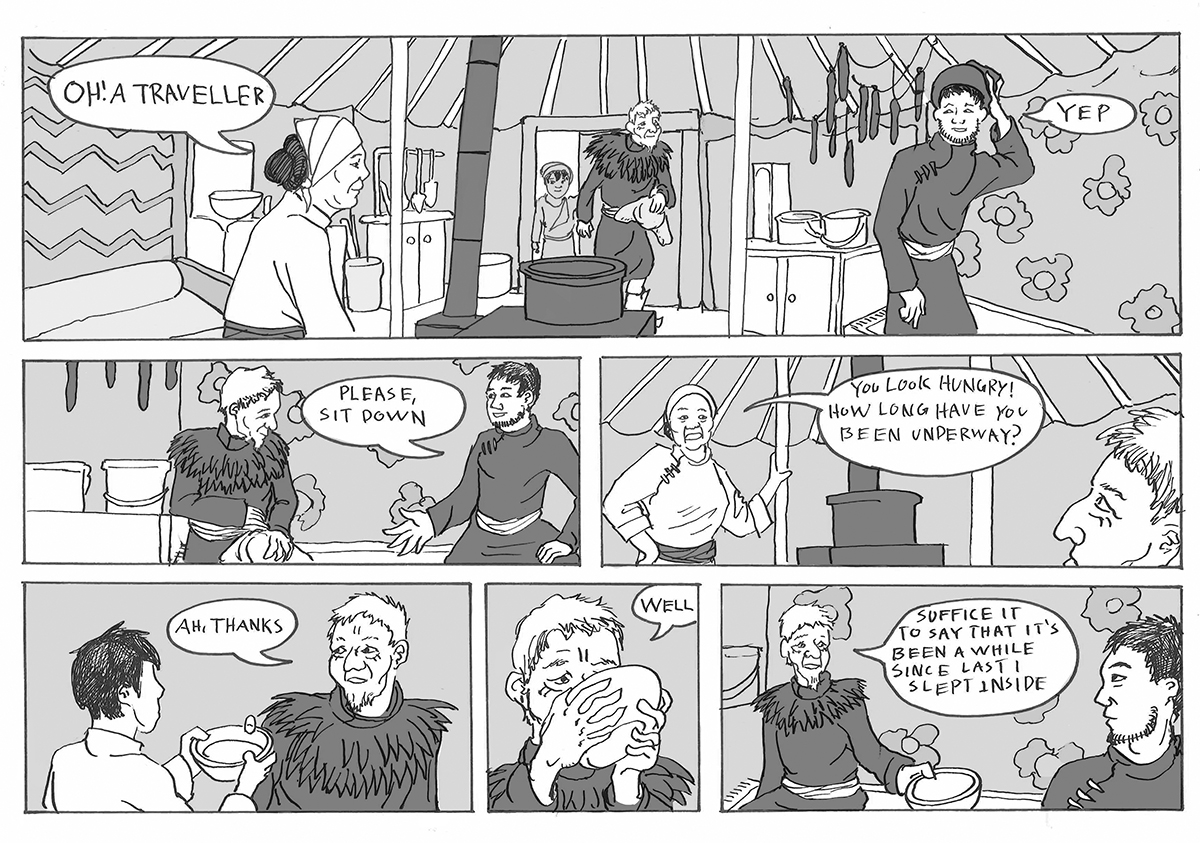 OH! A TRAVELLER
YEP
PLEASE,
SIT DOWN
YOU LOOK HUNGRY!
HOW LONG HAVE YOU
BEEN UNDERWAY?
AH, THANKS
WELL
SUFFICE IT
TO SAY THAT IT'S
BEEN A WHILE
SINCE LAST I
SLEPT INSIDE